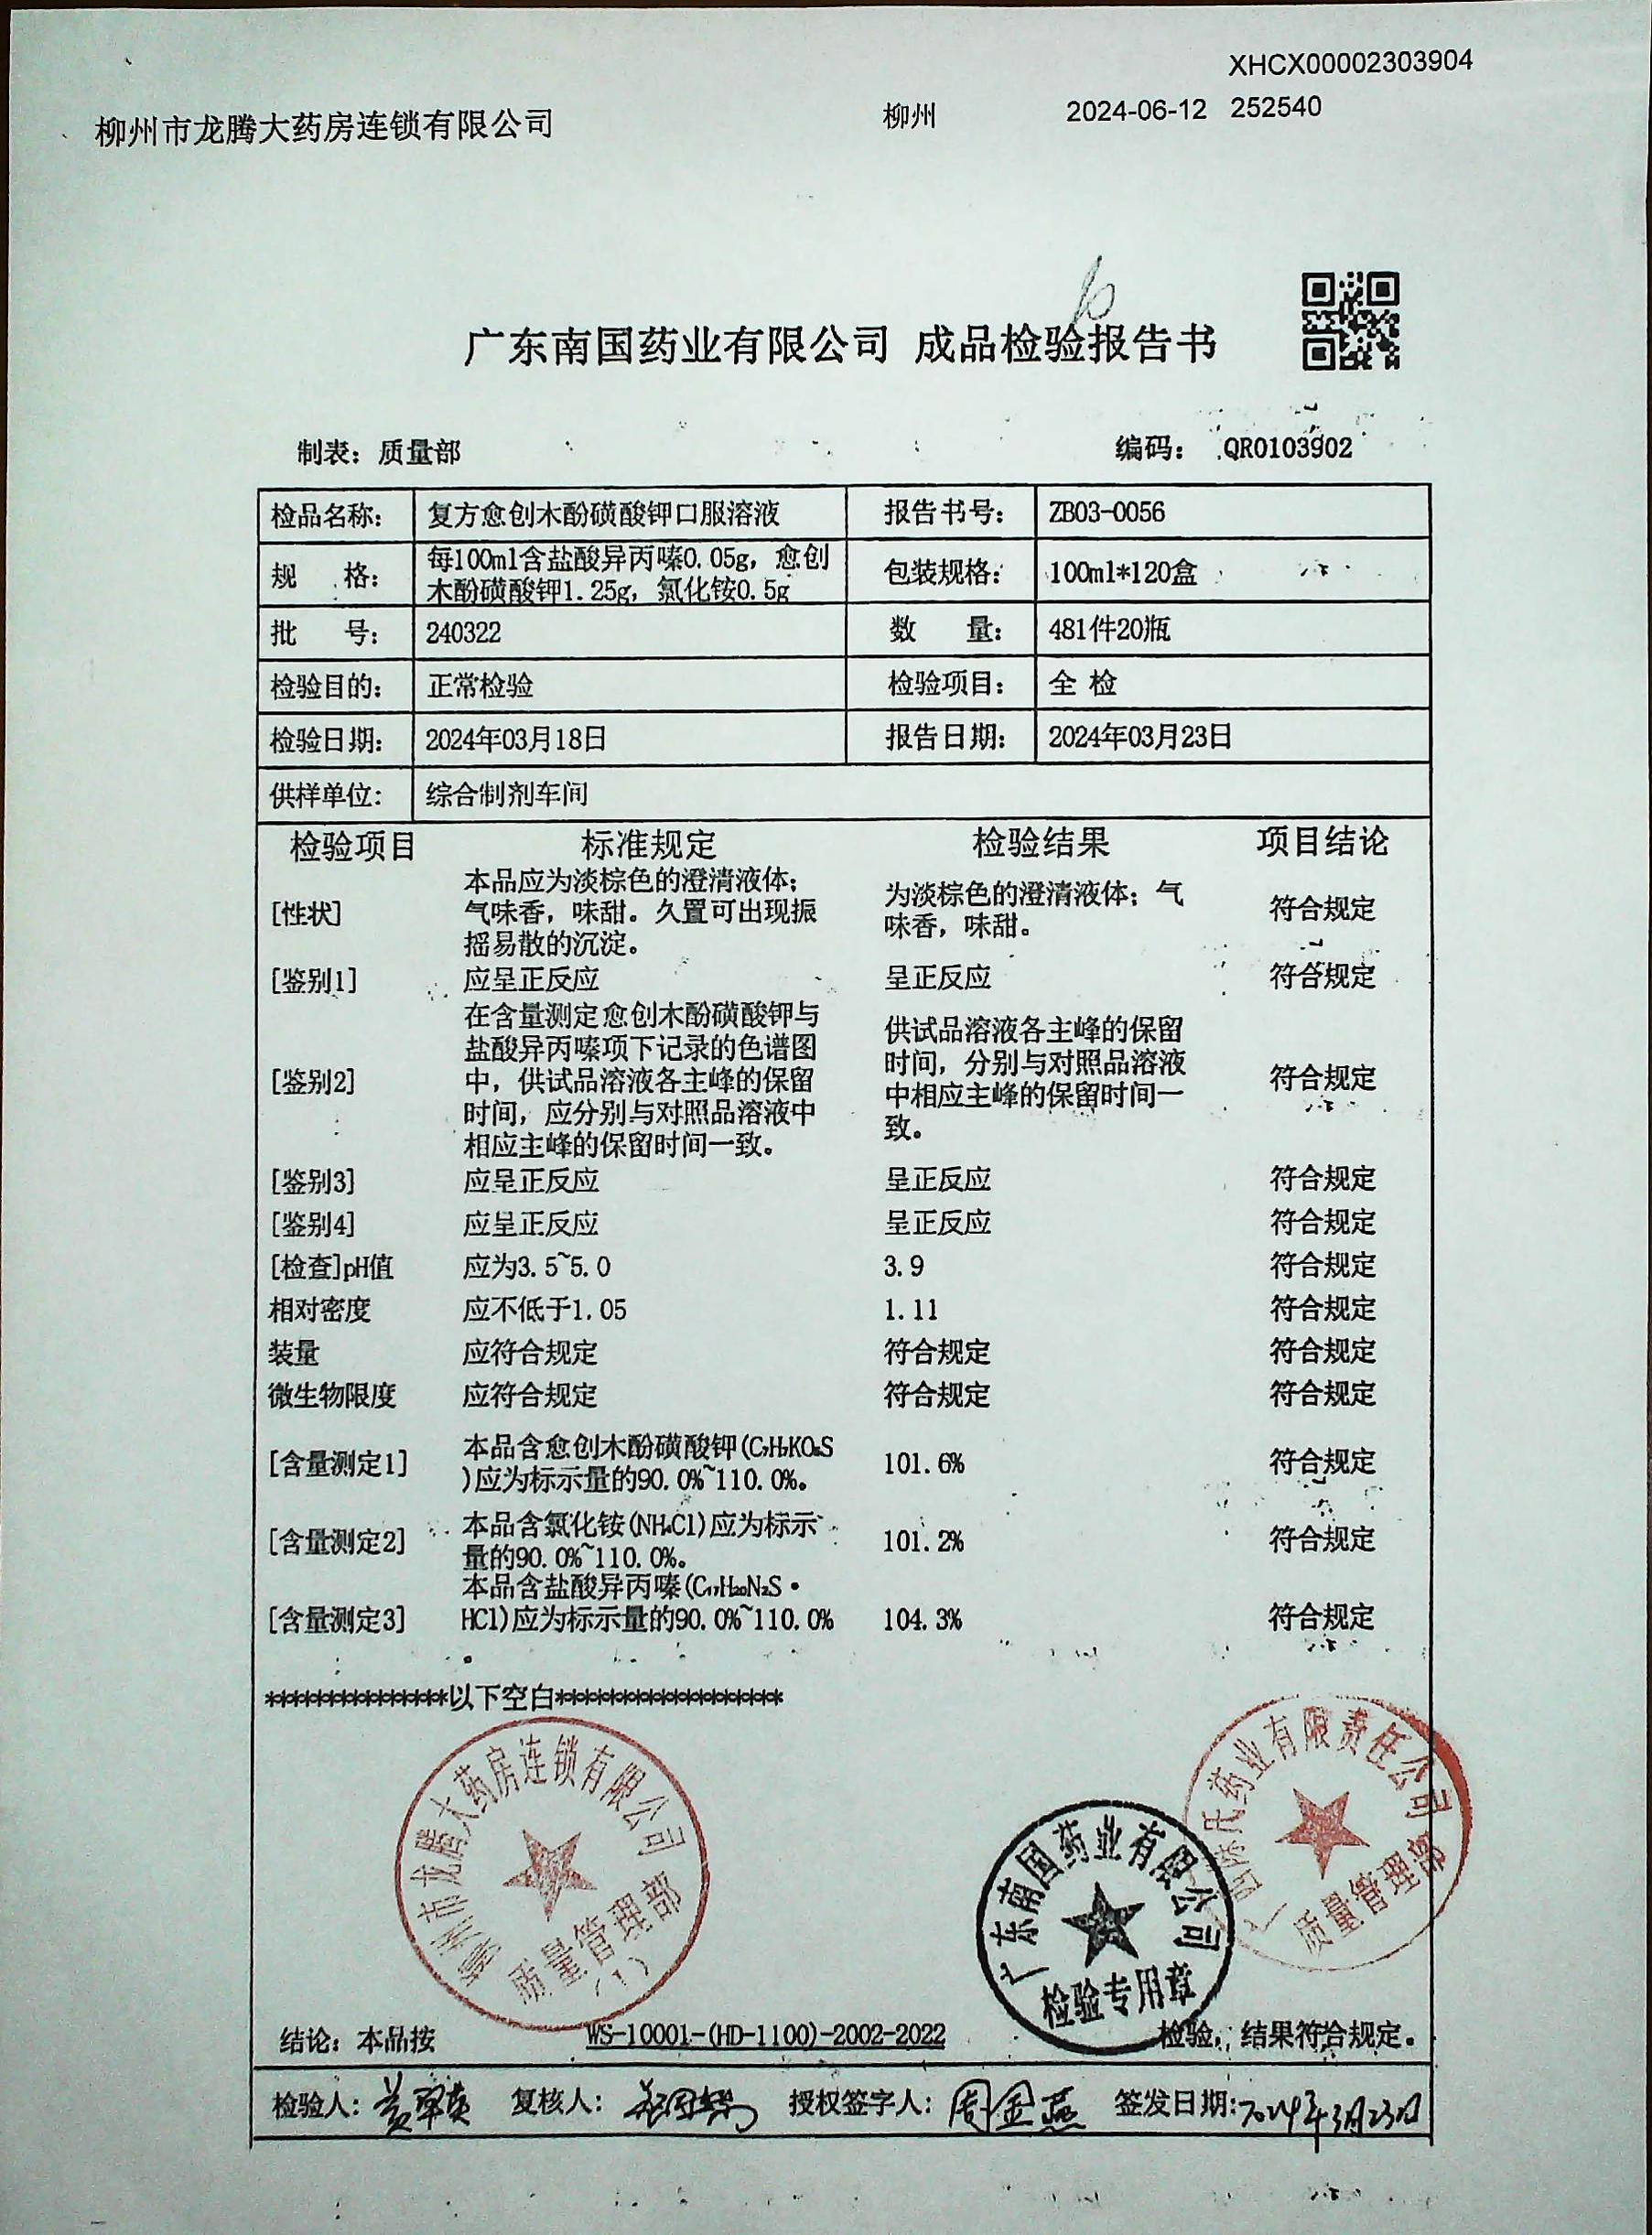 XHCX00002303904
柳州市龙腾大药房连锁有限公司 柳州 2024-06-12 252540
广东南国药业有限公司 成品检验报告书
制表：质量部 编码：QR0103902
检品名称： 复方愈创木酚磺酸钾口服溶液 报告书号： ZB03-0056
规 格： 每100ml含盐酸异丙嗪0.05g，愈创
木酚磺酸钾1.25g，氯化铵0.5g 包装规格： 100ml*120盒
批 号： 240322 数 量： 481件20瓶
检验目的： 正常检验 检验项目： 全 检
检验日期： 2024年03月18日 报告日期： 2024年03月23日
供样单位： 综合制剂车间
检验项目 标准规定 检验结果 项目结论
[性状] 本品应为淡棕色的澄清液体；
气味香，味甜。久置可出现振
摇易散的沉淀。 为淡棕色的澄清液体；气
味香，味甜。 符合规定
[鉴别1] 应呈正反应 呈正反应 符合规定
[鉴别2] 在含量测定愈创木酚磺酸钾与
盐酸异丙嗪项下记录的色谱图
中，供试品溶液各主峰的保留
时间，应分别与对照品溶液中
相应主峰的保留时间一致。 供试品溶液各主峰的保留
时间，分别与对照品溶液
中相应主峰的保留时间一
致。 符合规定
[鉴别3] 应呈正反应 呈正反应 符合规定
[鉴别4] 应呈正反应 呈正反应 符合规定
[检查]pH值 应为3.5~5.0 3.9 符合规定
相对密度 应不低于1.05 1.11 符合规定
装量 应符合规定 符合规定 符合规定
微生物限度 应符合规定 符合规定 符合规定
[含量测定1] 本品含愈创木酚磺酸钾(C₇H₇KO₅S
)应为标示量的90.0%~110.0%。 101.6% 符合规定
[含量测定2] 本品含氯化铵(NH₄Cl)应为标示
量的90.0%~110.0%。 101.2% 符合规定
[含量测定3] 本品含盐酸异丙嗪(C₁₇H₂₀N₂S·
HCl)应为标示量的90.0%~110.0%
。 104.3% 符合规定
**************以下空白******************
柳州市龙腾大药房连锁有限公司
质量管理部
(1)
广东南国药业有限公司
检验专用章
药业有限责任公司
质量管理部
结论：本品按 WS-10001-(HD-1100)-2002-2022 检验，结果符合规定。
检验人： 复核人： 授权签字人：周金燕 签发日期：2024年3月23日